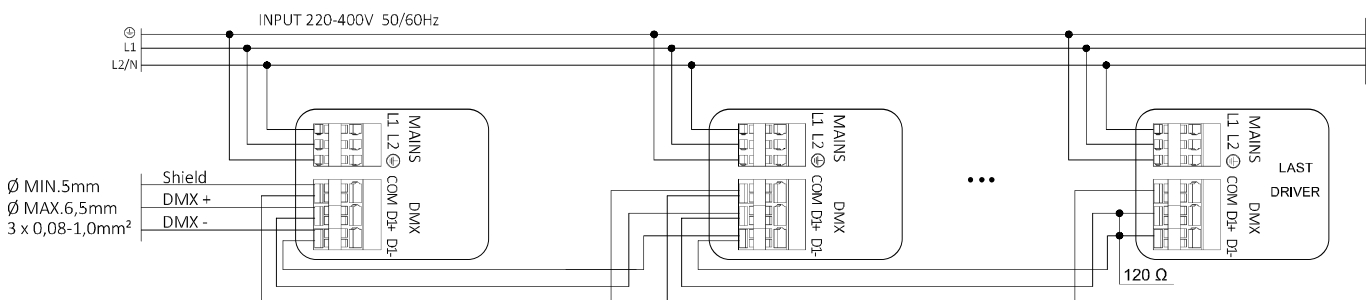 INPUT 220-400V 50/60Hz
L1
L2/N
L1 L2 MAINS
COM D1+ D1- DMX
L1 L2 MAINS
COM D1+ D1- DMX
...
L1 L2 MAINS
COM D1+ D1- DMX
LAST
DRIVER
Ø MIN.5mm
Ø MAX.6,5mm
3 x 0,08-1,0mm²
Shield
DMX +
DMX -
120 Ω